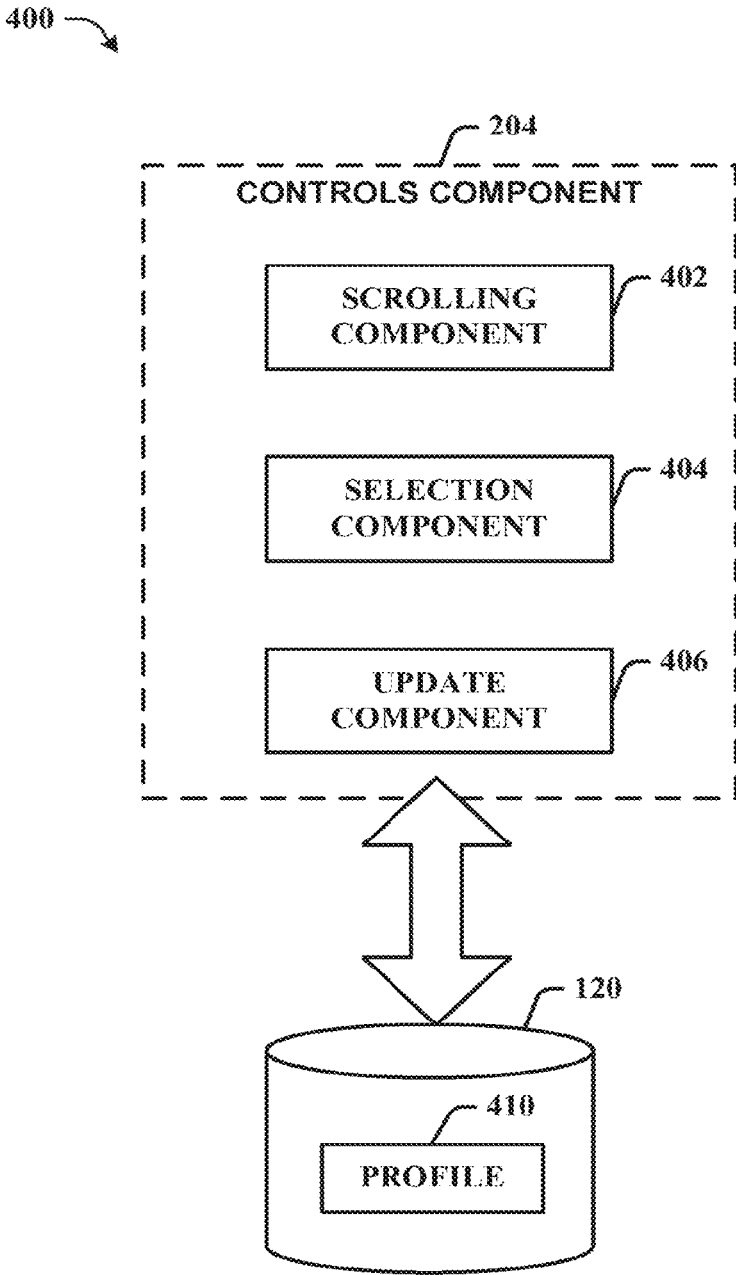 400
204
CONTROLS COMPONENT
402
SCROLLING
COMPONENT
404
SELECTION
COMPONENT
406
UPDATE
COMPONENT
120
410
PROFILE